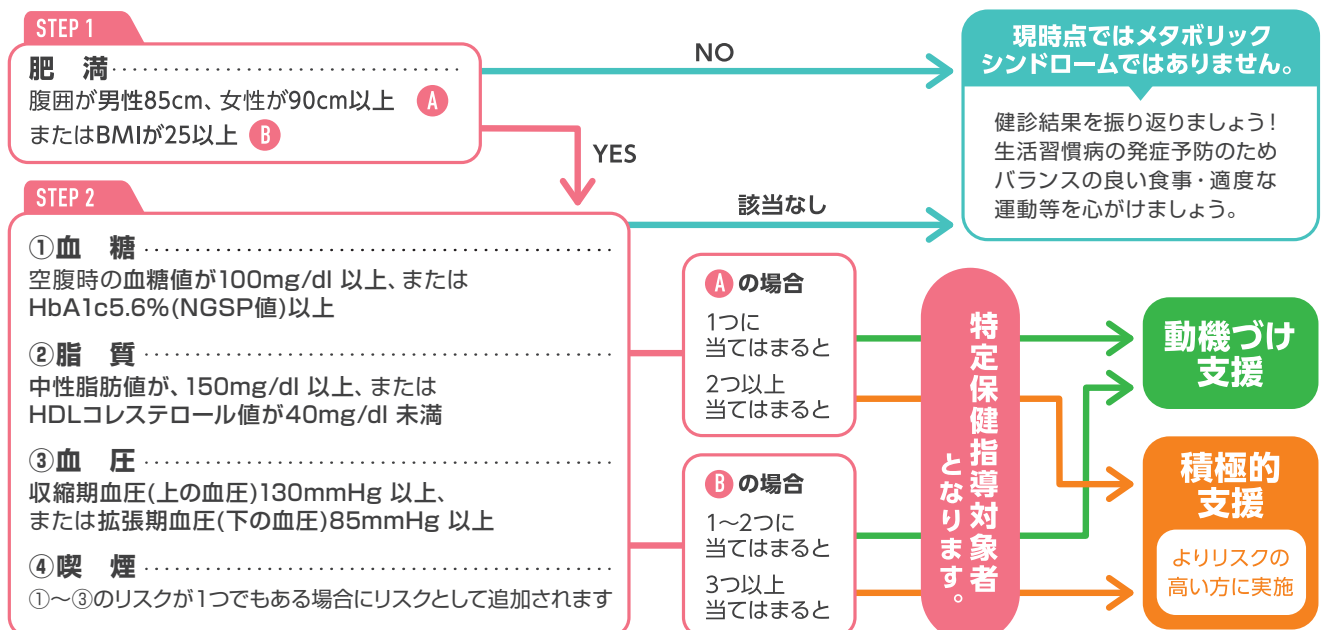 STEP 1
肥　満
腹囲が男性85cm、女性が90cm以上 A
またはBMIが25以上 B
NO
YES
現時点ではメタボリック
シンドロームではありません。
健診結果を振り返りましょう!
生活習慣病の発症予防のため
バランスの良い食事・適度な
運動等を心がけましょう。
STEP 2
該当なし
①血　糖
空腹時の血糖値が100mg/dl 以上、または
HbA1c5.6%(NGSP値)以上
②脂　質
中性脂肪値が、150mg/dl 以上、または
HDLコレステロール値が40mg/dl 未満
③血　圧
収縮期血圧(上の血圧)130mmHg 以上、
または拡張期血圧(下の血圧)85mmHg 以上
④喫　煙
①～③のリスクが1つでもある場合にリスクとして追加されます
A の場合
1つに
当てはまると
2つ以上
当てはまると
B の場合
1～2つに
当てはまると
3つ以上
当てはまると
特定保健指導対象者
となります。
動機づけ
支援
積極的
支援
よりリスクの
高い方に実施